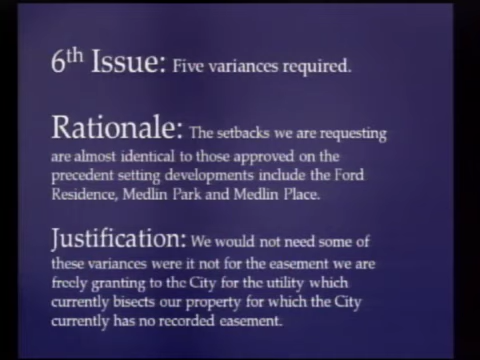 6th Issue: Five variances required.
Rationale: The setbacks we are requesting
are almost identical to those approved on the
precedent setting developments include the Ford
Residence, Medlin Park and Medlin Place.
Justification: We would not need some of
these variances were it not for the easement we are
freely granting to the City for the utility which
currently bisects our property for which the City
currently has no recorded easement.